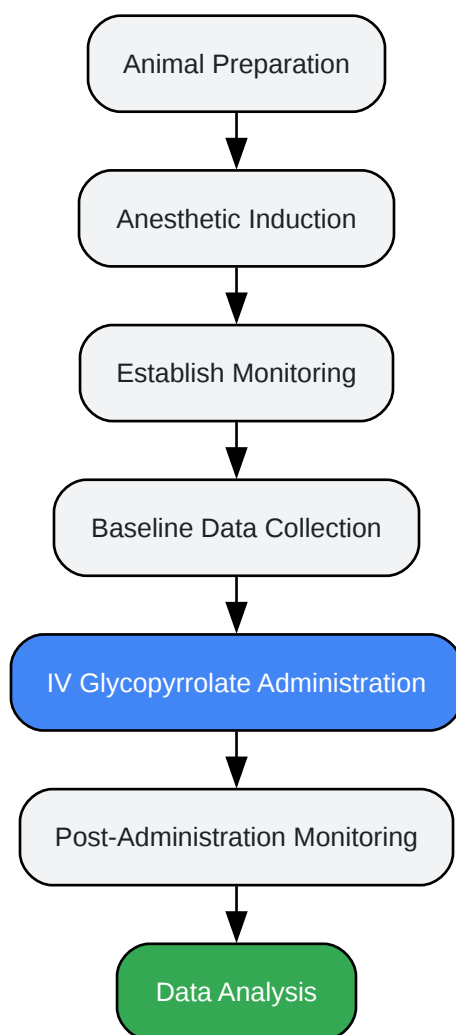 Animal Preparation
Anesthetic Induction
Establish Monitoring
Baseline Data Collection
IV Glycopyrrolate Administration
Post-Administration Monitoring
Data Analysis